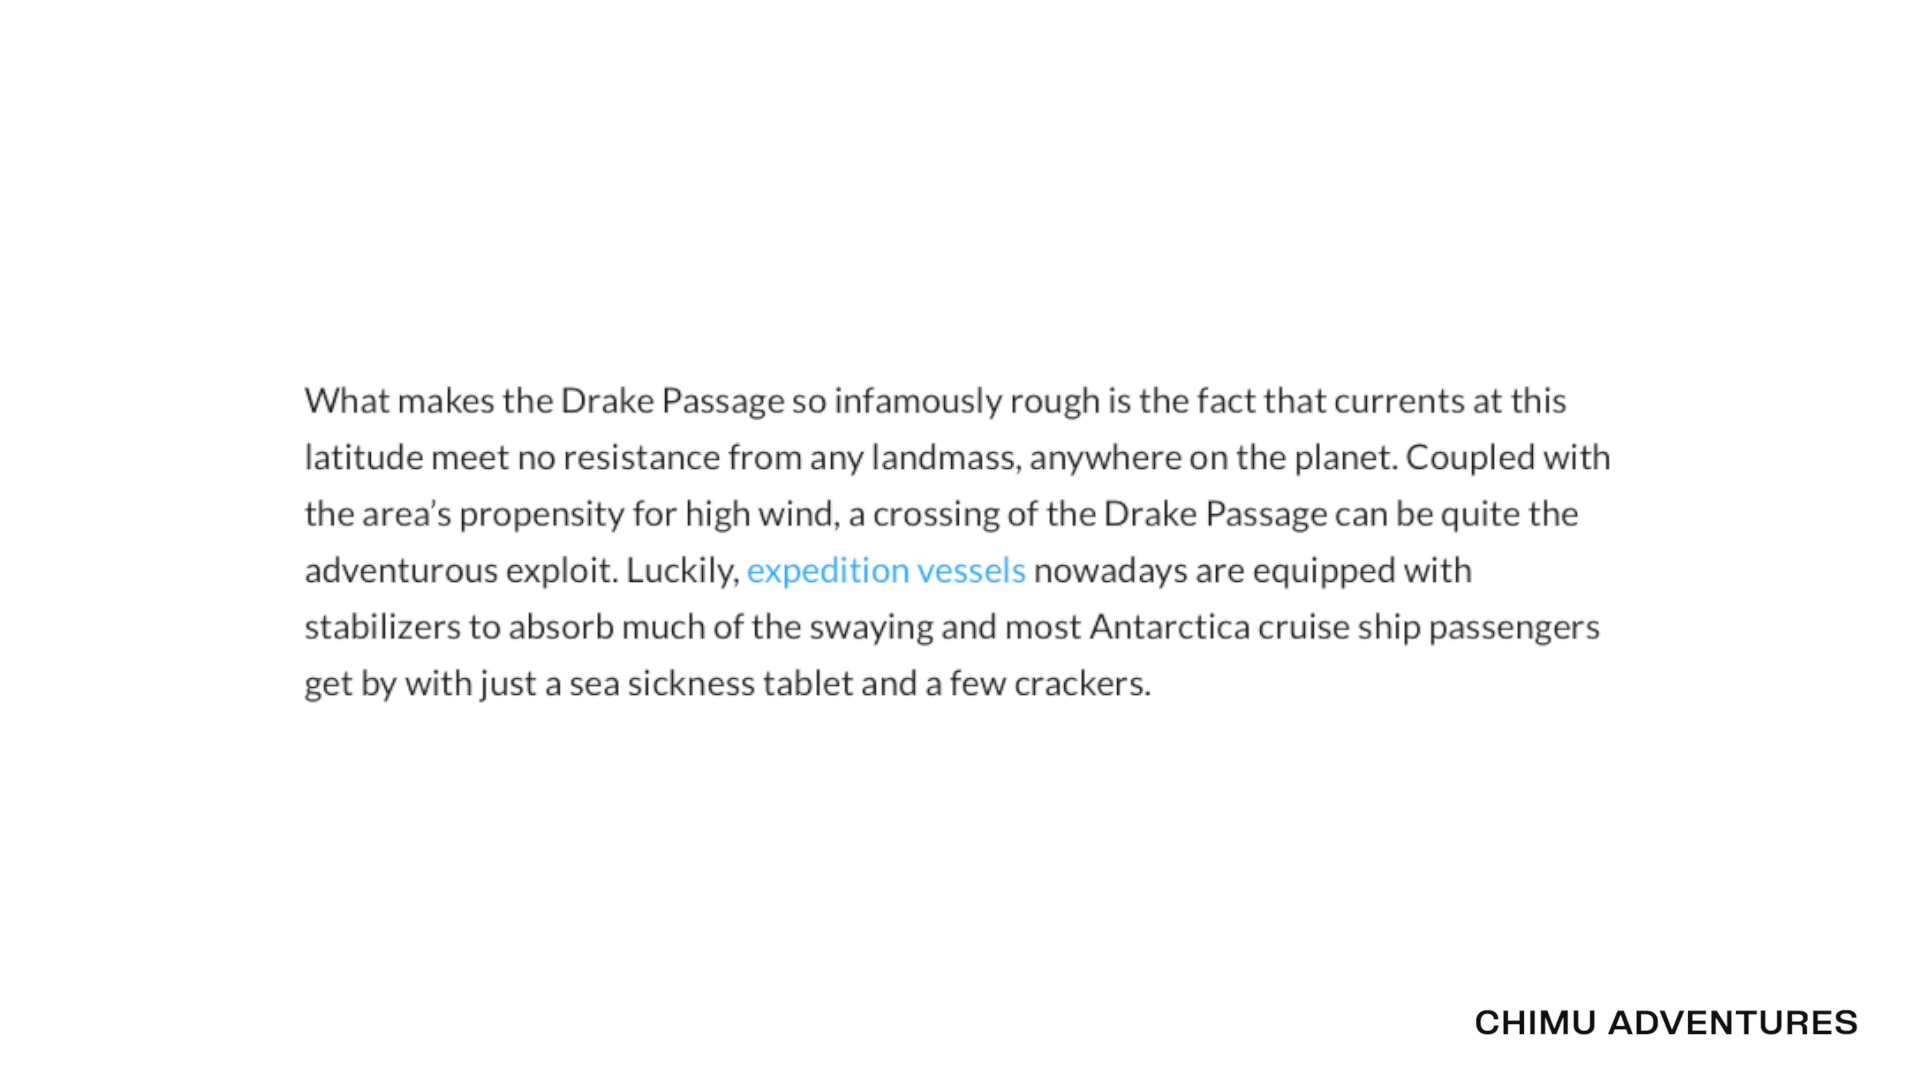 What makes the Drake Passage so infamously rough is the fact that currents at this
latitude meet no resistance from any landmass, anywhere on the planet. Coupled with
the area’s propensity for high wind, a crossing of the Drake Passage can be quite the
adventurous exploit. Luckily, expedition vessels nowadays are equipped with
stabilizers to absorb much of the swaying and most Antarctica cruise ship passengers
get by with just a sea sickness tablet and a few crackers.
CHIMU ADVENTURES